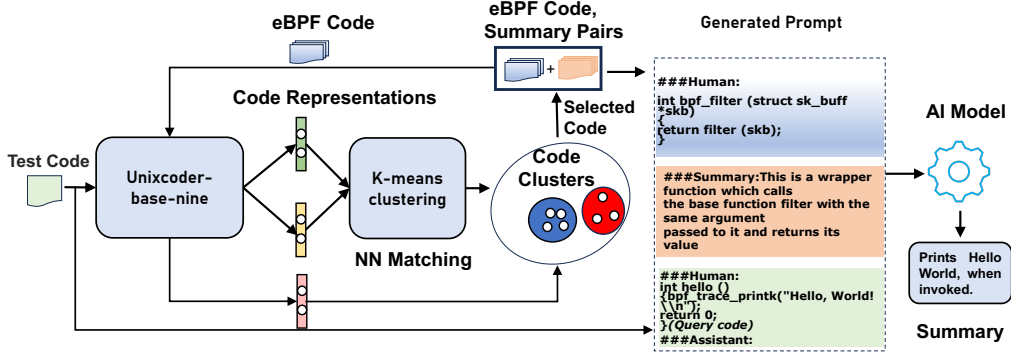 eBPF Code
eBPF Code,
Summary Pairs
+
Generated Prompt
Code Representations
Selected
Code
Test Code
Unixcoder-
base-nine
K-means
clustering
NN Matching
Code
Clusters
###Human:
int bpf_filter (struct sk_buff
*skb)
{
return filter (skb);
}
###Summary:This is a wrapper
function which calls
the base function filter with the
same argument
passed to it and returns its
value
###Human:
int hello ()
{bpf_trace_printk("Hello, World!
\\n");
return 0;
}(Query code)
###Assistant:
AI Model
Prints Hello
World, when
invoked.
Summary